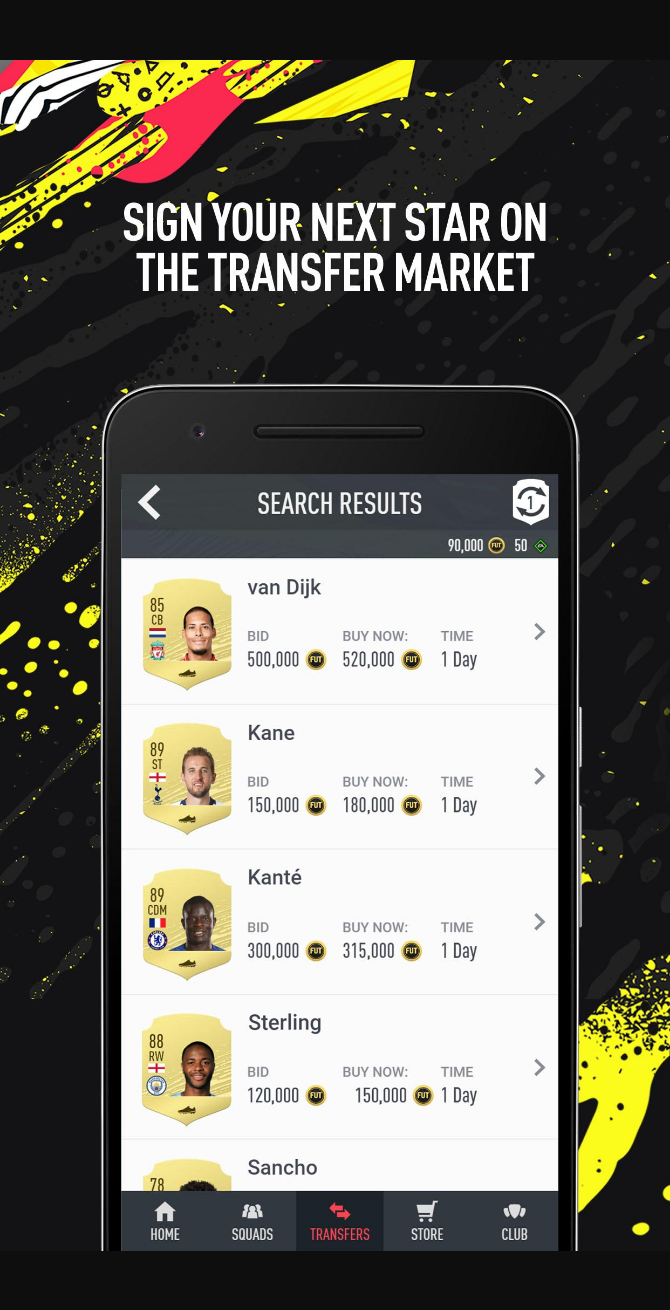 SIGN YOUR NEXT STAR ON
THE TRANSFER MARKET
SEARCH RESULTS
1
90,000 FUT 50
van Dijk
85
CB
BID BUY NOW: TIME
500,000 FUT 520,000 FUT 1 Day
Kane
89
ST
BID BUY NOW: TIME
150,000 FUT 180,000 FUT 1 Day
Kanté
89
CDM
BID BUY NOW: TIME
300,000 FUT 315,000 FUT 1 Day
Sterling
88
RW
BID BUY NOW: TIME
120,000 FUT 150,000 FUT 1 Day
Sancho
78
HOME SQUADS TRANSFERS STORE CLUB